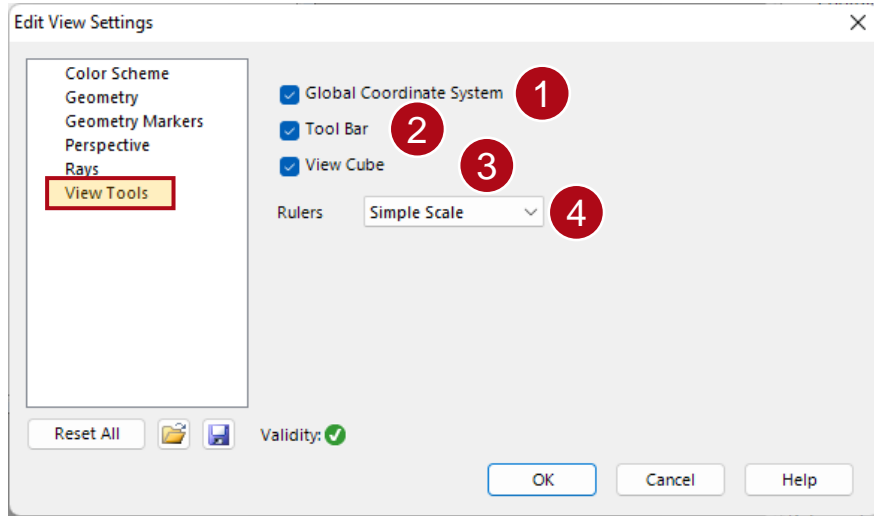 Edit View Settings
Color Scheme
Geometry
Geometry Markers
Perspective
Rays
View Tools
Global Coordinate System 1
Tool Bar 2
View Cube 3
Rulers Simple Scale 4
Reset All Validity:
OK Cancel Help